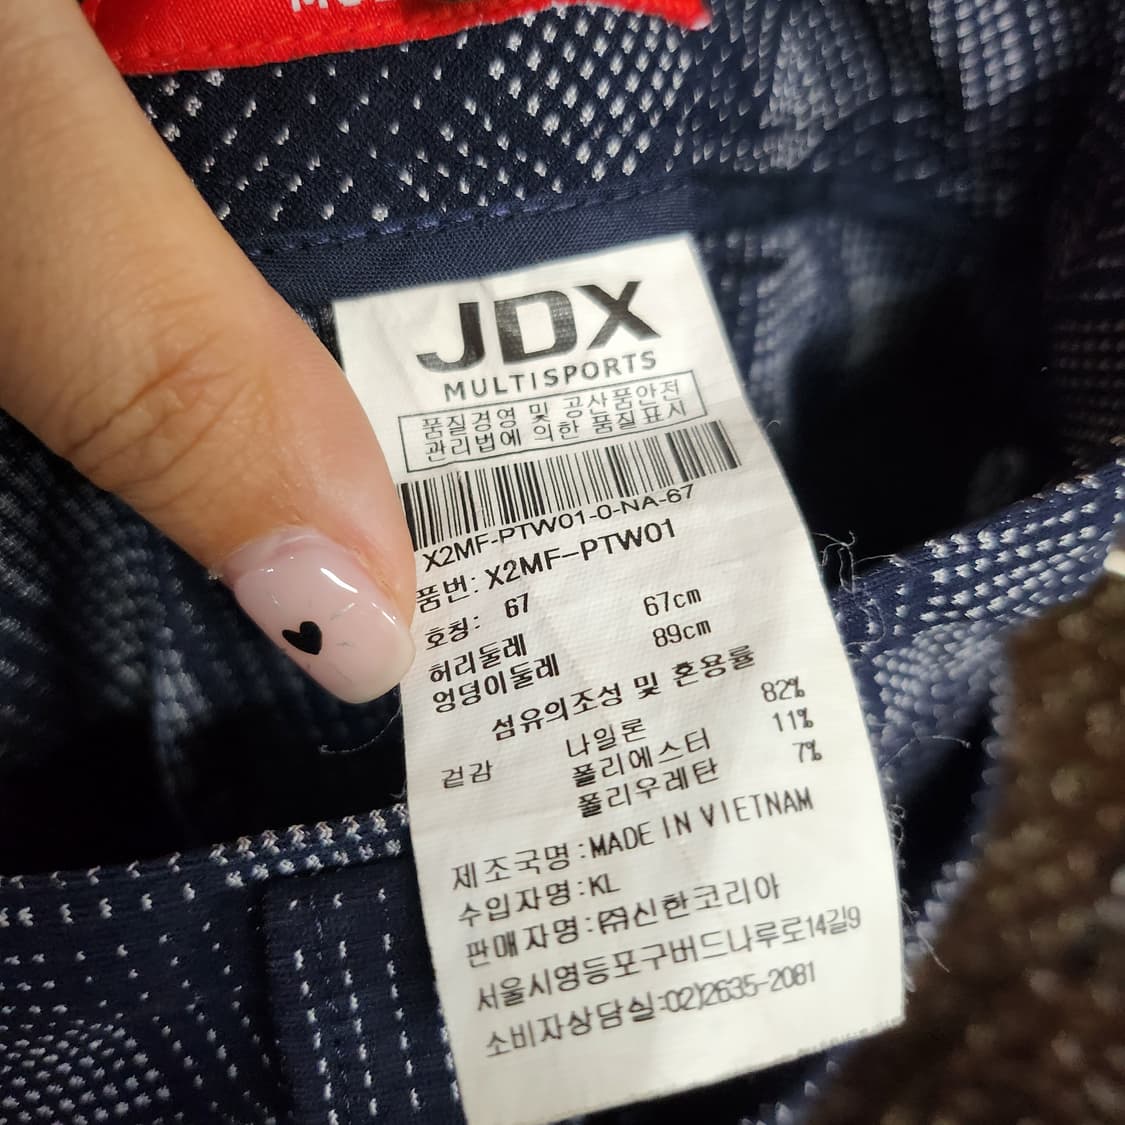 JDX
MULTISPORTS
품질경영 및 공산품안전
관리법에 의한 품질표시
X2MF-PTW01-0-NA-67
품번: X2MF-PTW01
호칭: 67
허리둘레 67cm
엉덩이둘레 89cm
섬유의조성 및 혼용률
나일론 82%
겉감 폴리에스터 11%
폴리우레탄 7%
제조국명:MADE IN VIETNAM
수입자명:KL
판매자명:㈜신한코리아
서울시영등포구버드나루로14길9
소비자상담실:02)2635-2081